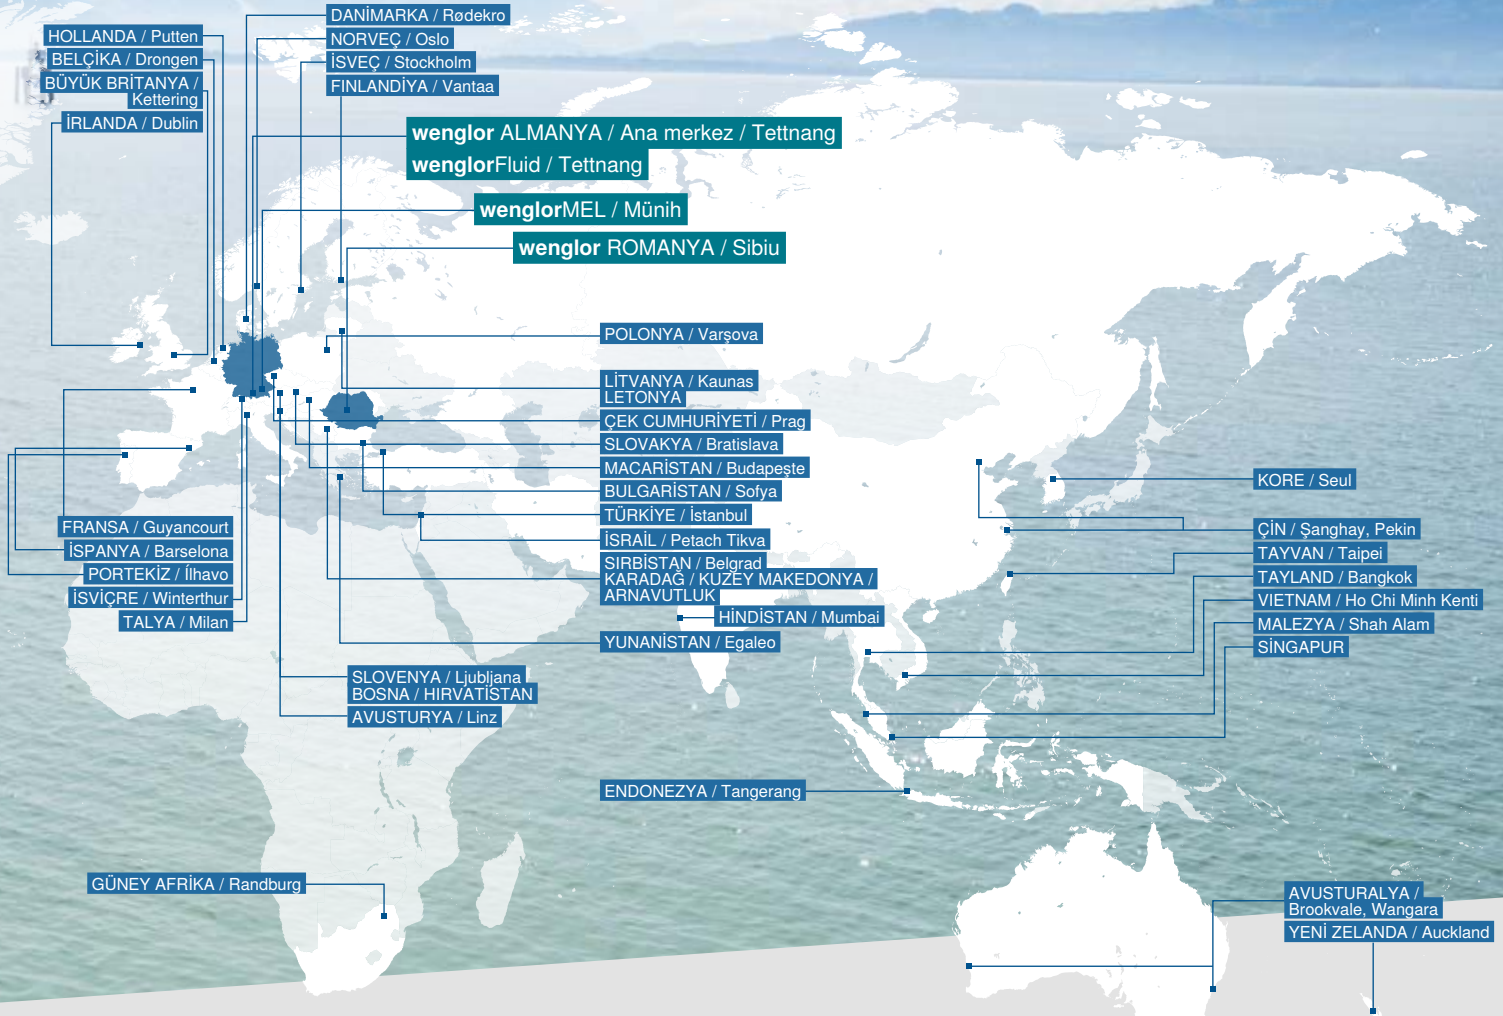 DANİMARKA / Rødekro
NORVEÇ / Oslo
İSVEÇ / Stockholm
FINLANDİYA / Vantaa
HOLLANDA / Putten
BELÇİKA / Drongen
BÜYÜK BRİTANYA /
Kettering
İRLANDA / Dublin
wenglor ALMANYA / Ana merkez / Tettnang
wenglorFluid / Tettnang
wenglorMEL / Münih
wenglor ROMANYA / Sibiu
POLONYA / Varşova
LİTVANYA / Kaunas
LETONYA
ÇEK CUMHURİYETİ / Prag
SLOVAKYA / Bratislava
MACARİSTAN / Budapeşte
BULGARİSTAN / Sofya
TÜRKİYE / İstanbul
İSRAİL / Petach Tikva
SIRBİSTAN / Belgrad
KARADAĞ / KUZEY MAKEDONYA /
ARNAVUTLUK
HİNDİSTAN / Mumbai
YUNANİSTAN / Egaleo
FRANSA / Guyancourt
İSPANYA / Barselona
PORTEKİZ / Ílhavo
İSVİÇRE / Winterthur
TALYA / Milan
SLOVENYA / Ljubljana
BOSNA / HIRVATİSTAN
AVUSTURYA / Linz
KORE / Seul
ÇİN / Şanghay, Pekin
TAYVAN / Taipei
TAYLAND / Bangkok
VIETNAM / Ho Chi Minh Kenti
MALEZYA / Shah Alam
SİNGAPUR
ENDONEZYA / Tangerang
GÜNEY AFRİKA / Randburg
AVUSTURALYA /
Brookvale, Wangara
YENİ ZELANDA / Auckland